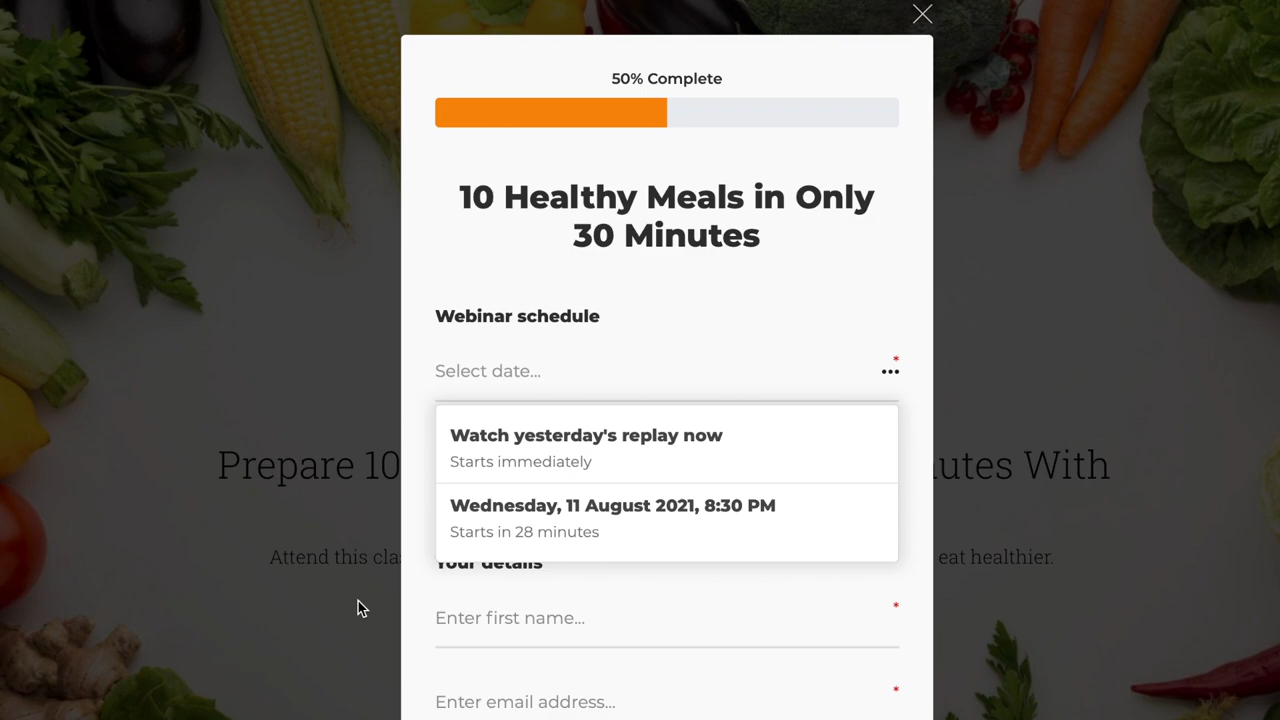 50% Complete
10 Healthy Meals in Only
30 Minutes
Webinar schedule
*
Select date...
Watch yesterday's replay now
Starts immediately
Prepare 10
With
Wednesday, 11 August 2021, 8:30 PM
Starts in 28 minutes
Attend this
eat healthier.
Your details
*
Enter first name...
*
Enter email address...